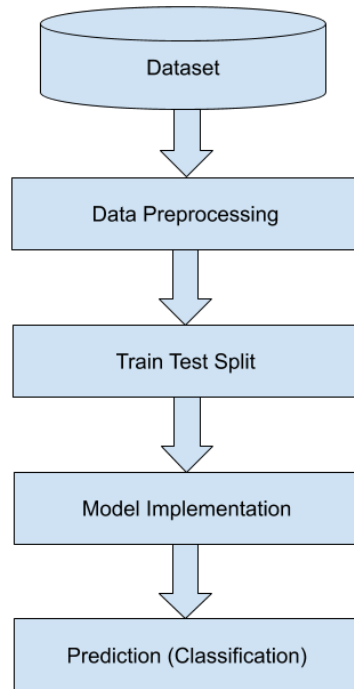 Dataset
Data Preprocessing
Train Test Split
Model Implementation
Prediction (Classification)